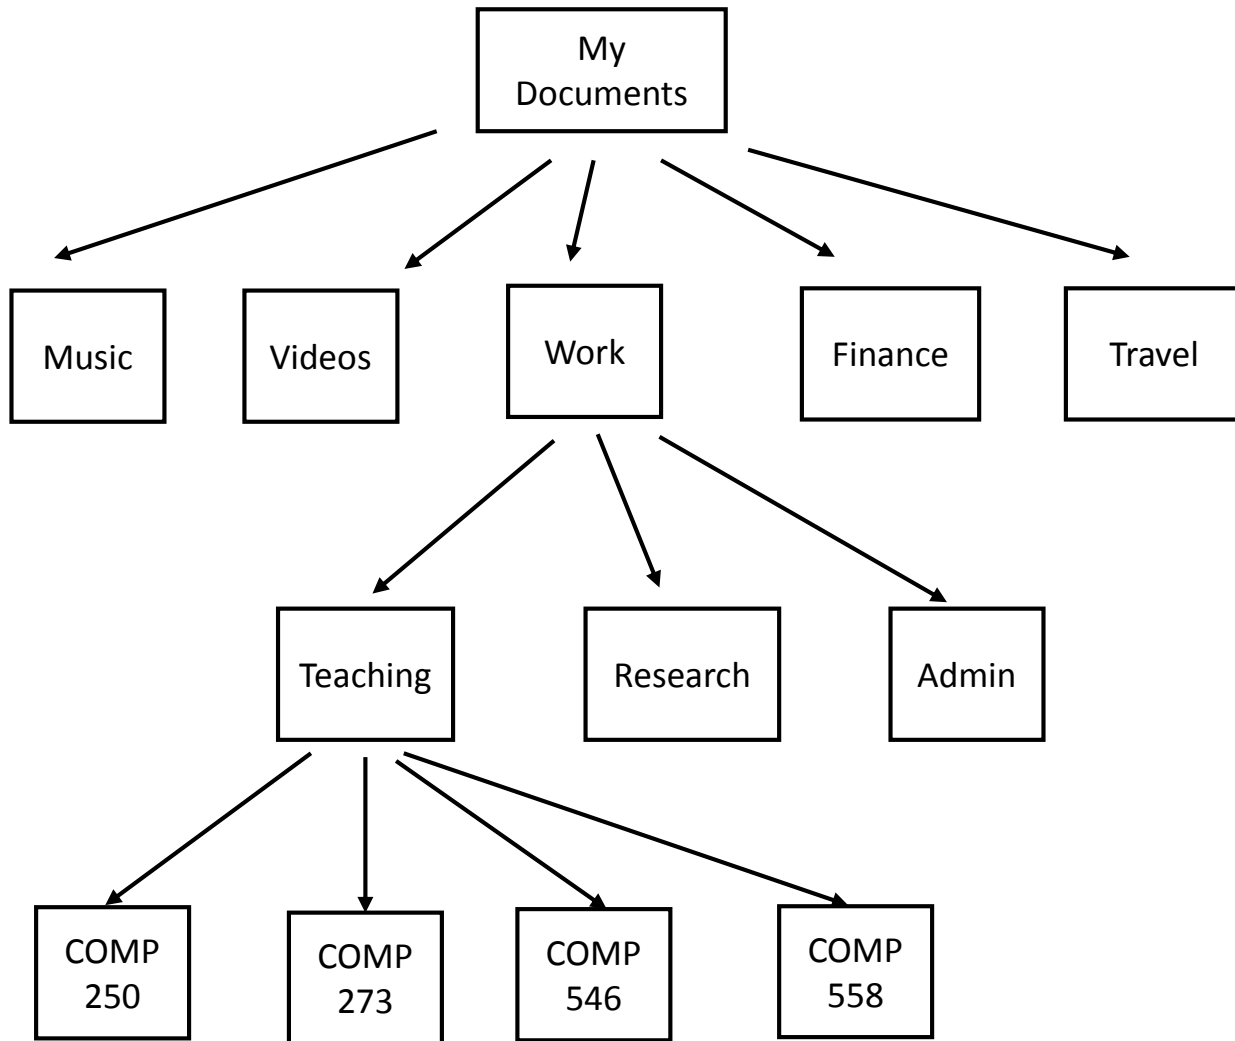 My
Documents
Music
Videos
Work
Finance
Travel
Teaching
Research
Admin
COMP
250
COMP
273
COMP
546
COMP
558